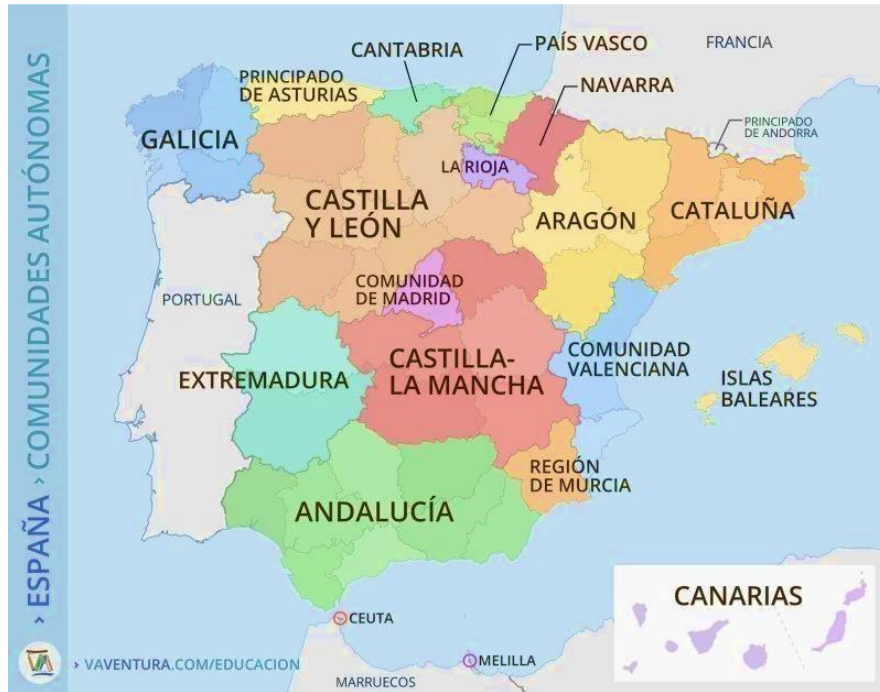 › ESPAÑA › COMUNIDADES AUTÓNOMAS
CANTABRIA
PAÍS VASCO
FRANCIA
PRINCIPADO
DE ASTURIAS
NAVARRA
GALICIA
PRINCIPADO
DE ANDORRA
LA RIOJA
CASTILLA
Y LEÓN
ARAGÓN
CATALUÑA
PORTUGAL
COMUNIDAD
DE MADRID
EXTREMADURA
CASTILLA-
LA MANCHA
COMUNIDAD
VALENCIANA
ISLAS
BALEARES
REGIÓN
DE MURCIA
ANDALUCÍA
CANARIAS
CEUTA
› VAVENTURA.COM/EDUCACION
MELILLA
MARRUECOS